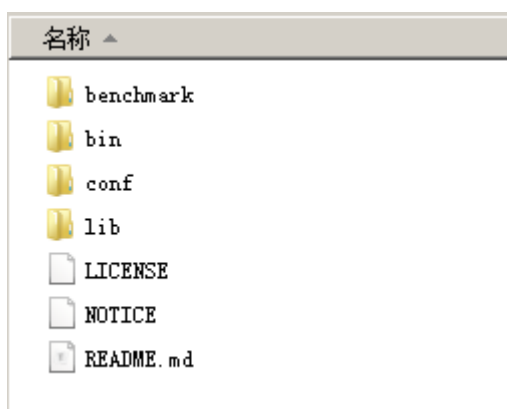 名称
benchmark
bin
conf
lib
LICENSE
NOTICE
README.md